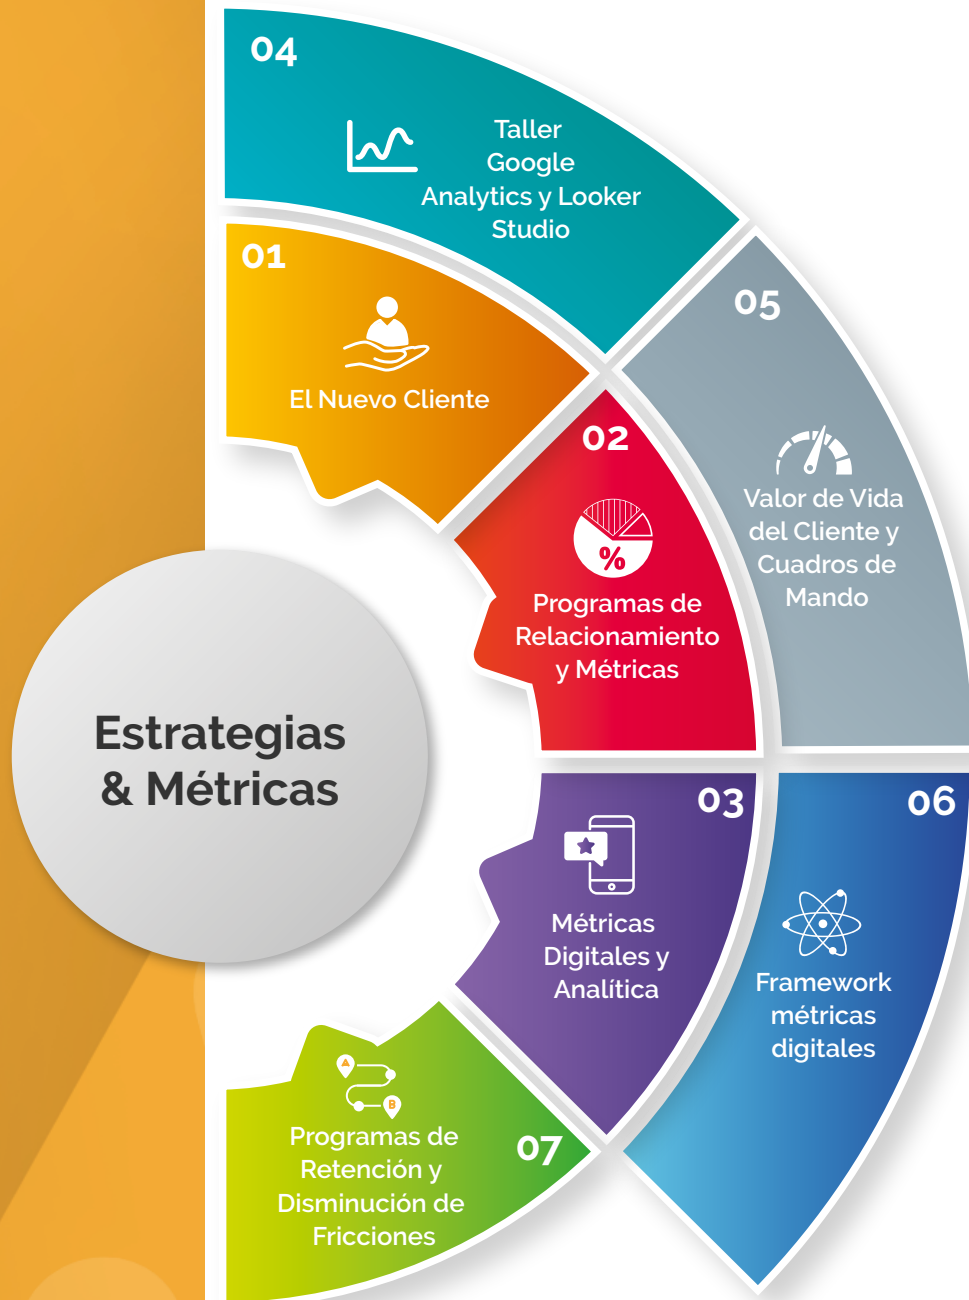 04
Taller
Google
Analytics y Looker
Studio
01
El Nuevo Cliente
05
Valor de Vida
del Cliente y
Cuadros de
Mando
02
%
Programas de
Relacionamiento
y Métricas
Estrategias
& Métricas
03
Métricas
Digitales y
Analítica
06
Framework
métricas
digitales
A
B
Programas de
Retención y
Disminución de
Fricciones
07